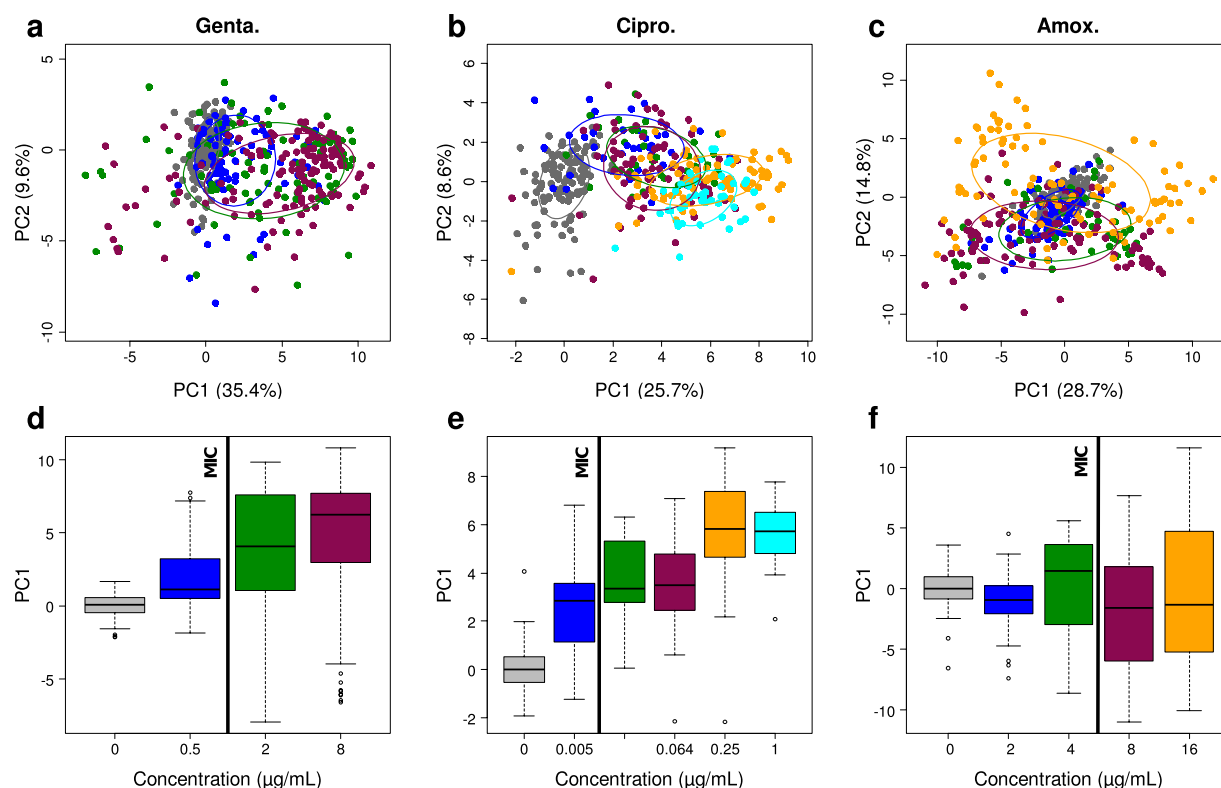 a Genta.
5
0
-5
-10
PC2 (9.6%)
-5 0 5 10
PC1 (35.4%)
b Cipro.
6
4
2
0
-2
-4
-6
-8
PC2 (8.6%)
-2 0 2 4 6 8 10
PC1 (25.7%)
c Amox.
10
5
0
-5
-10
PC2 (14.8%)
-10 -5 0 5 10
PC1 (28.7%)
d
MIC
10
5
0
-5
PC1
0 0.5 2 8
Concentration (µg/mL)
e
MIC
8
6
4
2
0
-2
PC1
0 0.005 0.064 0.25 1
Concentration (µg/mL)
f
MIC
10
5
0
-5
-10
PC1
0 2 4 8 16
Concentration (µg/mL)